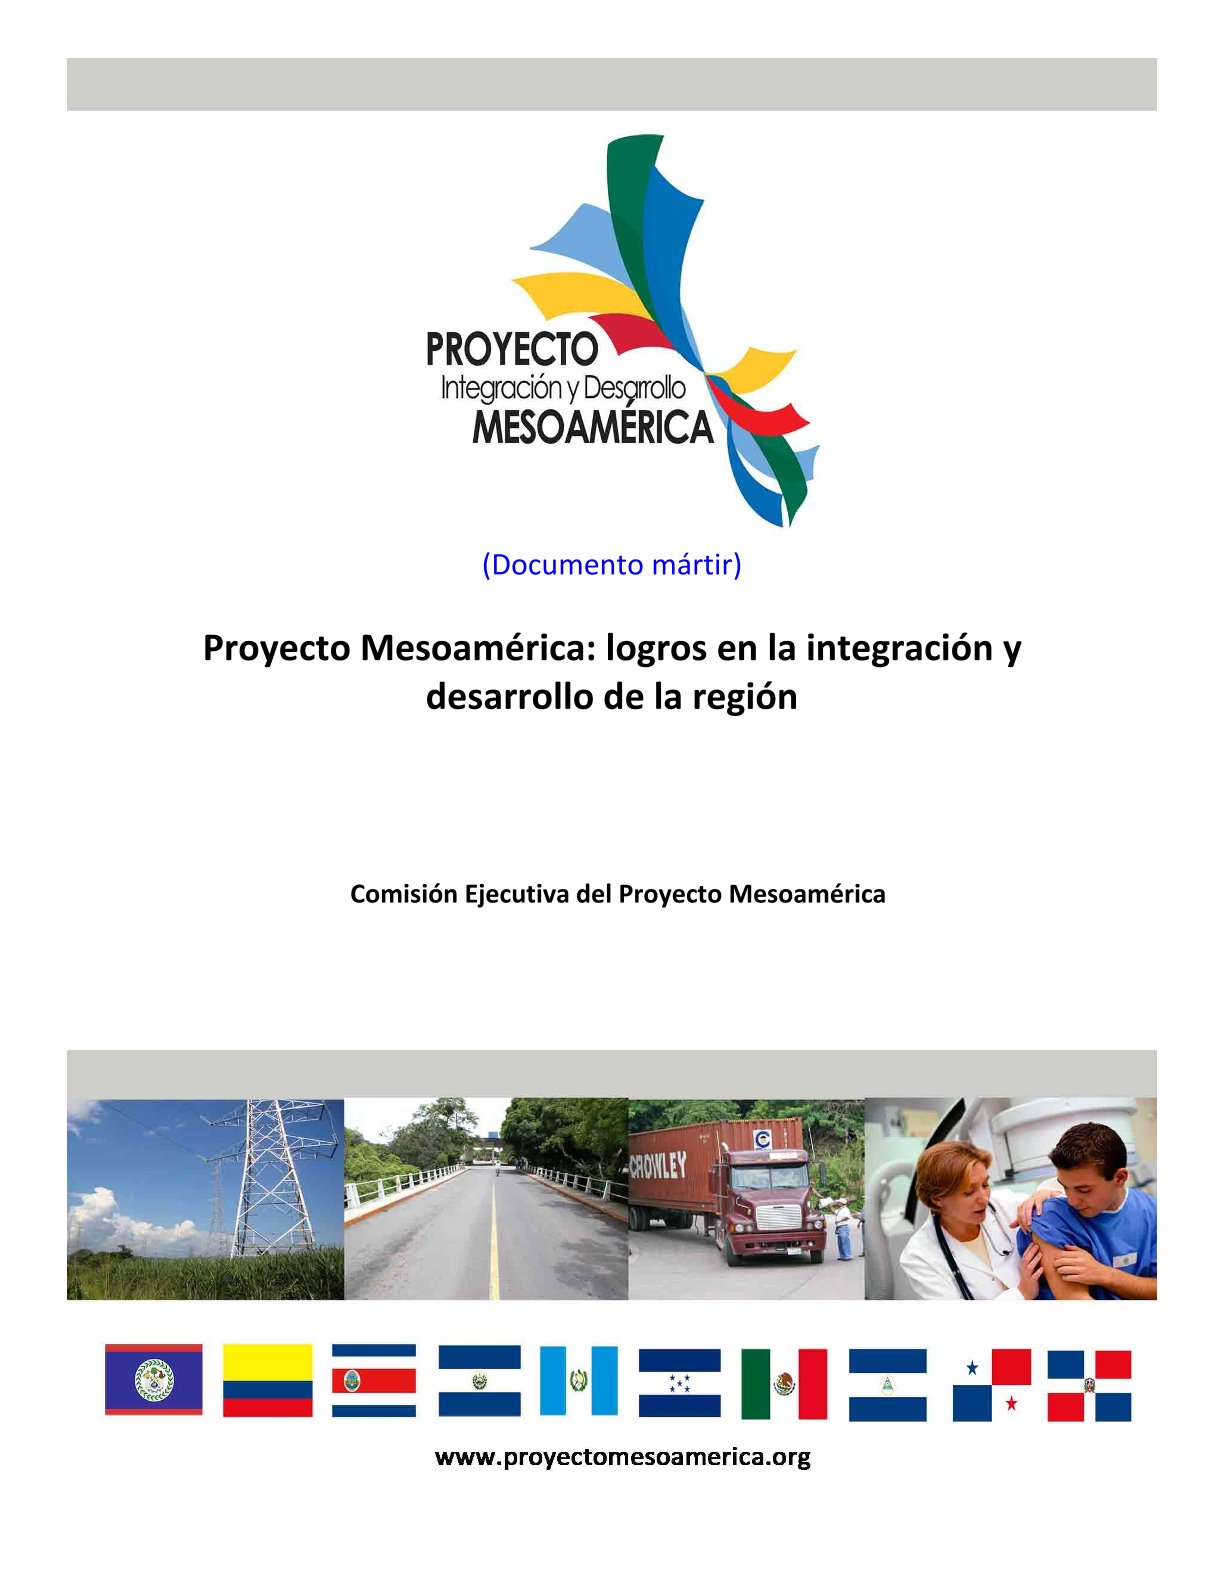 PROYECTO
Integración y Desarrollo
MESOAMÉRICA
(Documento mártir)
Proyecto Mesoamérica: logros en la integración y
desarrollo de la región
Comisión Ejecutiva del Proyecto Mesoamérica
CROWLEY
www.proyectomesoamerica.org